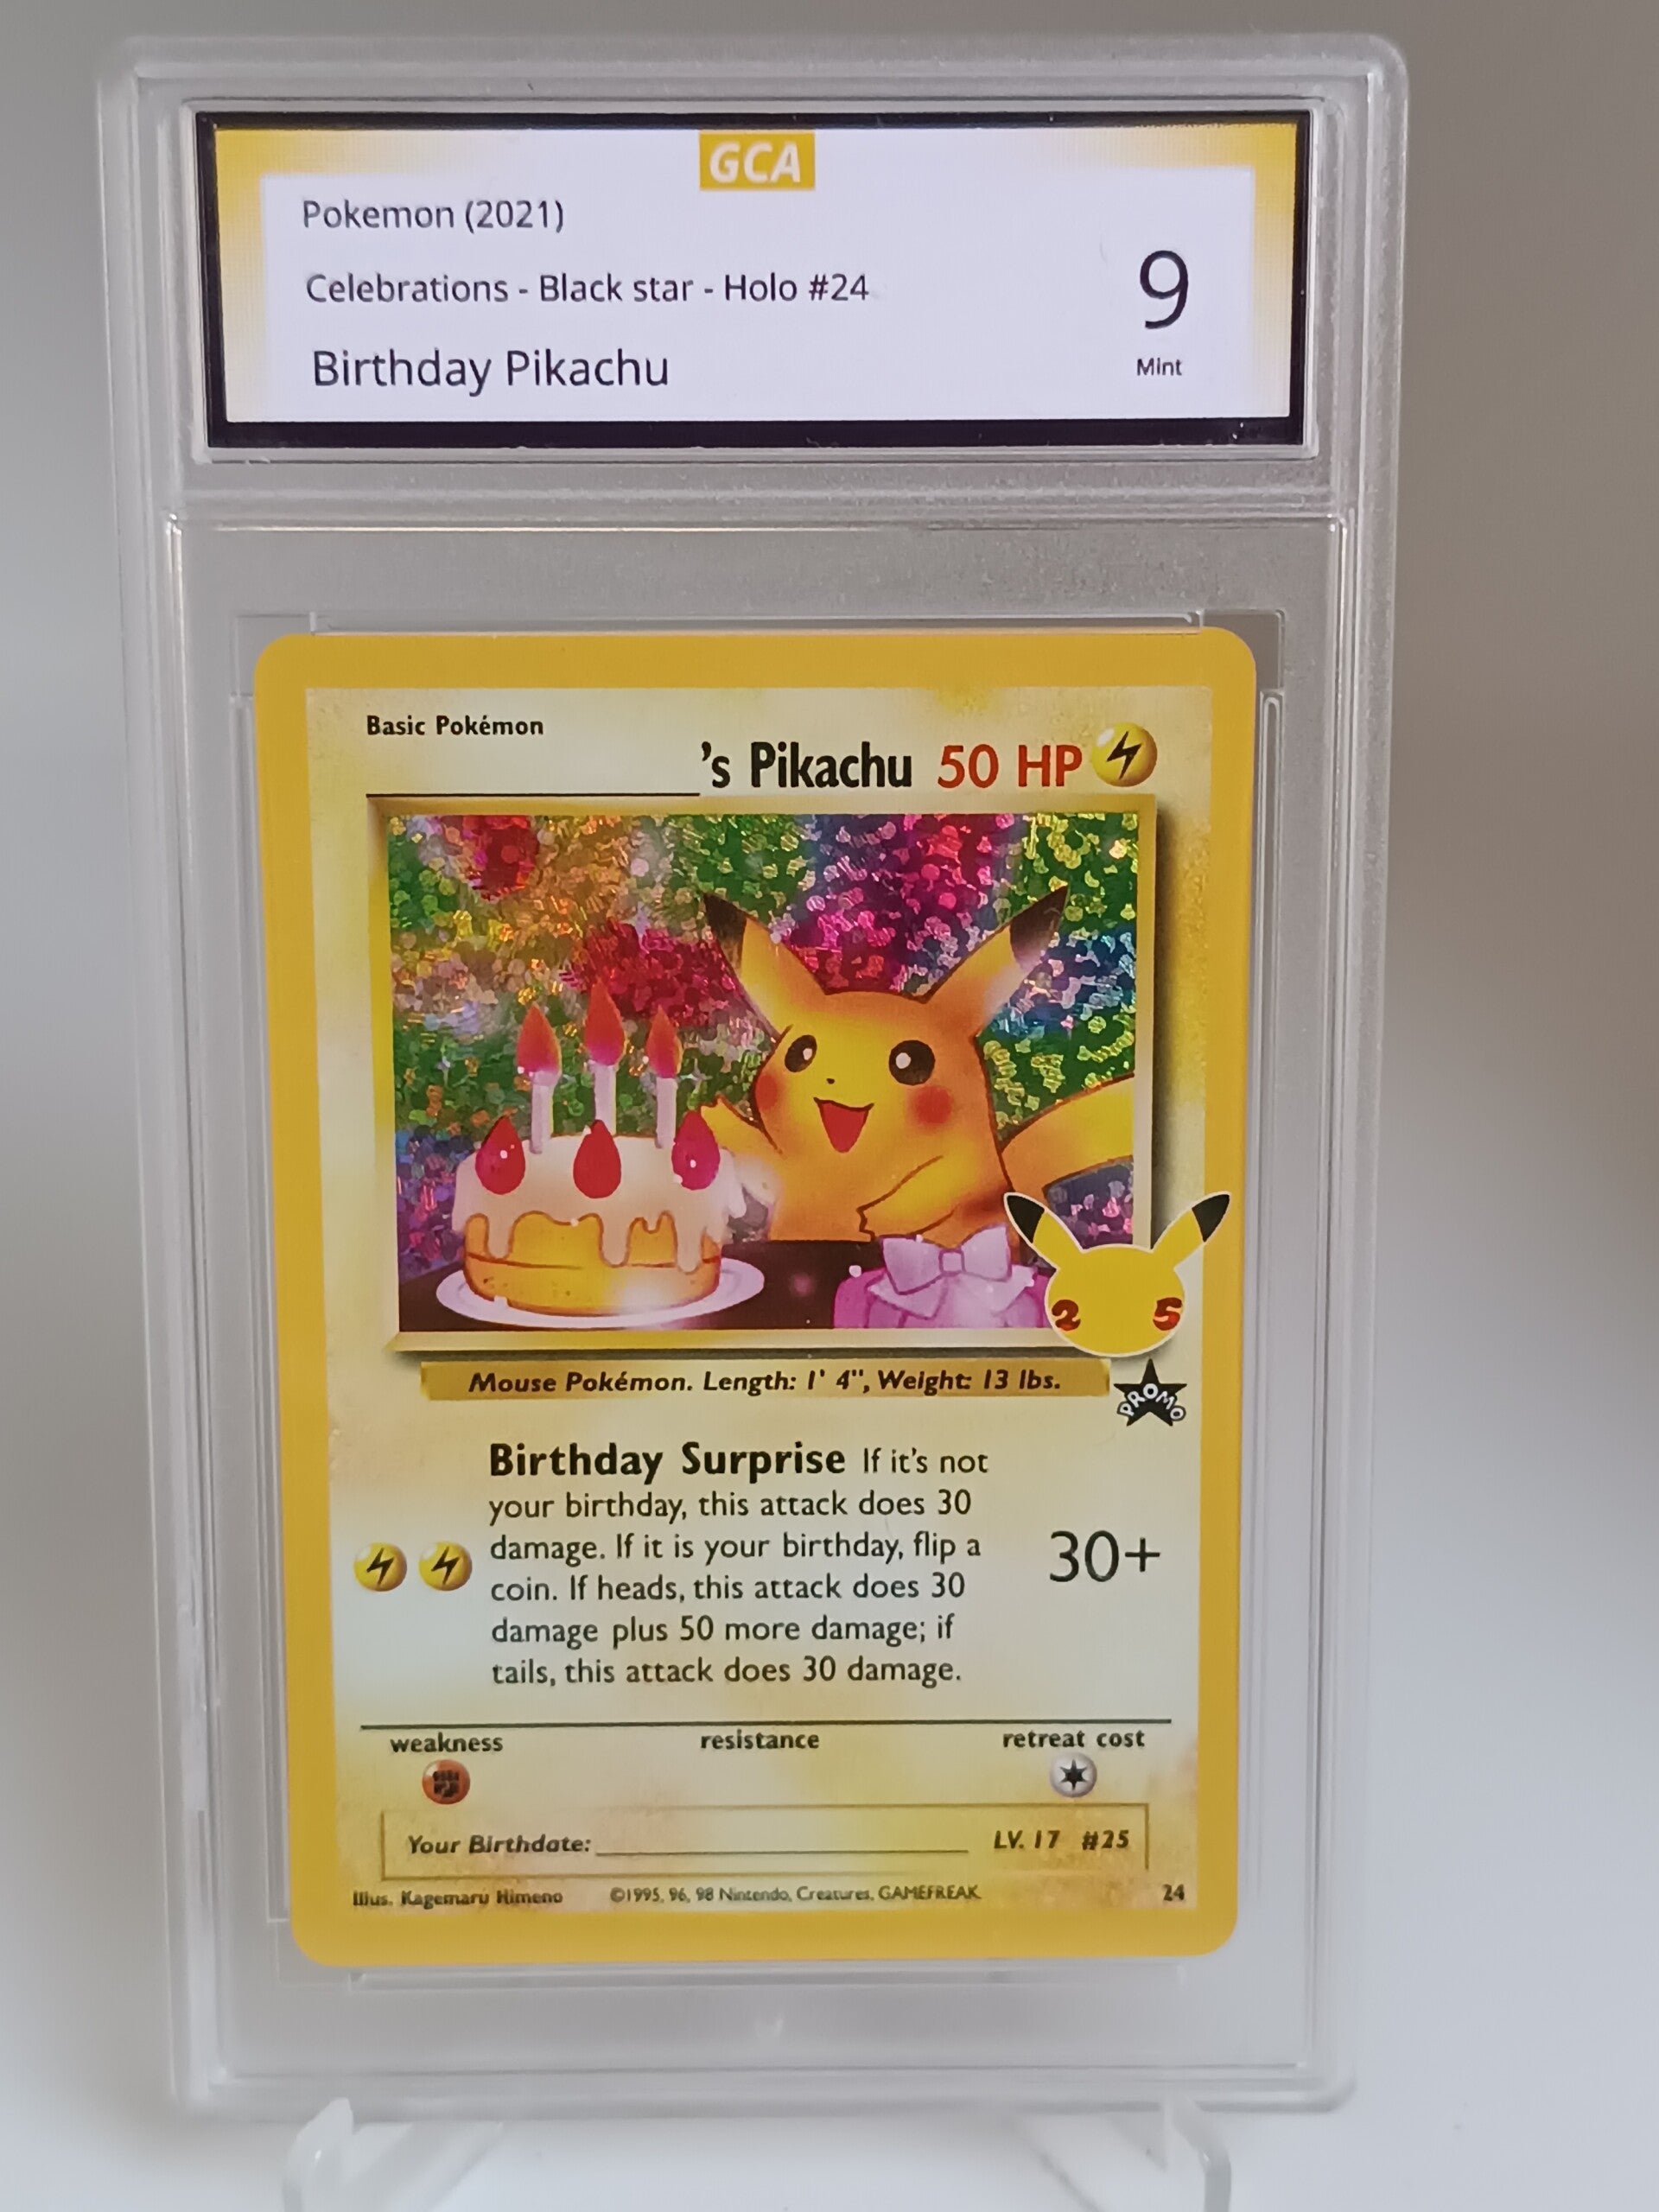 GCA
Pokemon (2021)
Celebrations - Black star - Holo #24
9
Birthday Pikachu
Mint
Basic Pokémon
's Pikachu 50 HP
2 5
Mouse Pokémon. Length: 1' 4", Weight: 13 lbs.
PROMO
Birthday Surprise If it's not
your birthday, this attack does 30
damage. If it is your birthday, flip a
coin. If heads, this attack does 30
damage plus 50 more damage; if
tails, this attack does 30 damage.
30+
weakness resistance retreat cost
Your Birthdate: LV. 17 #25
Illus. Kagemaru Himeno ©1995, 96, 98 Nintendo, Creatures, GAMEFREAK. 24